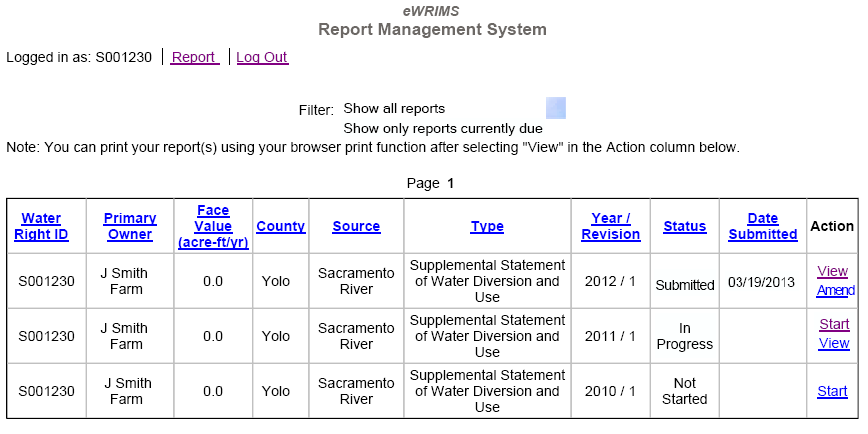 eWRIMS
Report Management System
Logged in as: S001230 | Report | Log Out
Filter: Show all reports
Show only reports currently due
Note: You can print your report(s) using your browser print function after selecting "View" in the Action column below.
Page 1
Water Right ID Primary Owner Face Value (acre-ft/yr) County Source Type Year / Revision Status Date Submitted Action
S001230 J Smith Farm 0.0 Yolo Sacramento River Supplemental Statement of Water Diversion and Use 2012 / 1 Submitted 03/19/2013 View Amend
S001230 J Smith Farm 0.0 Yolo Sacramento River Supplemental Statement of Water Diversion and Use 2011 / 1 In Progress Start View
S001230 J Smith Farm 0.0 Yolo Sacramento River Supplemental Statement of Water Diversion and Use 2010 / 1 Not Started Start